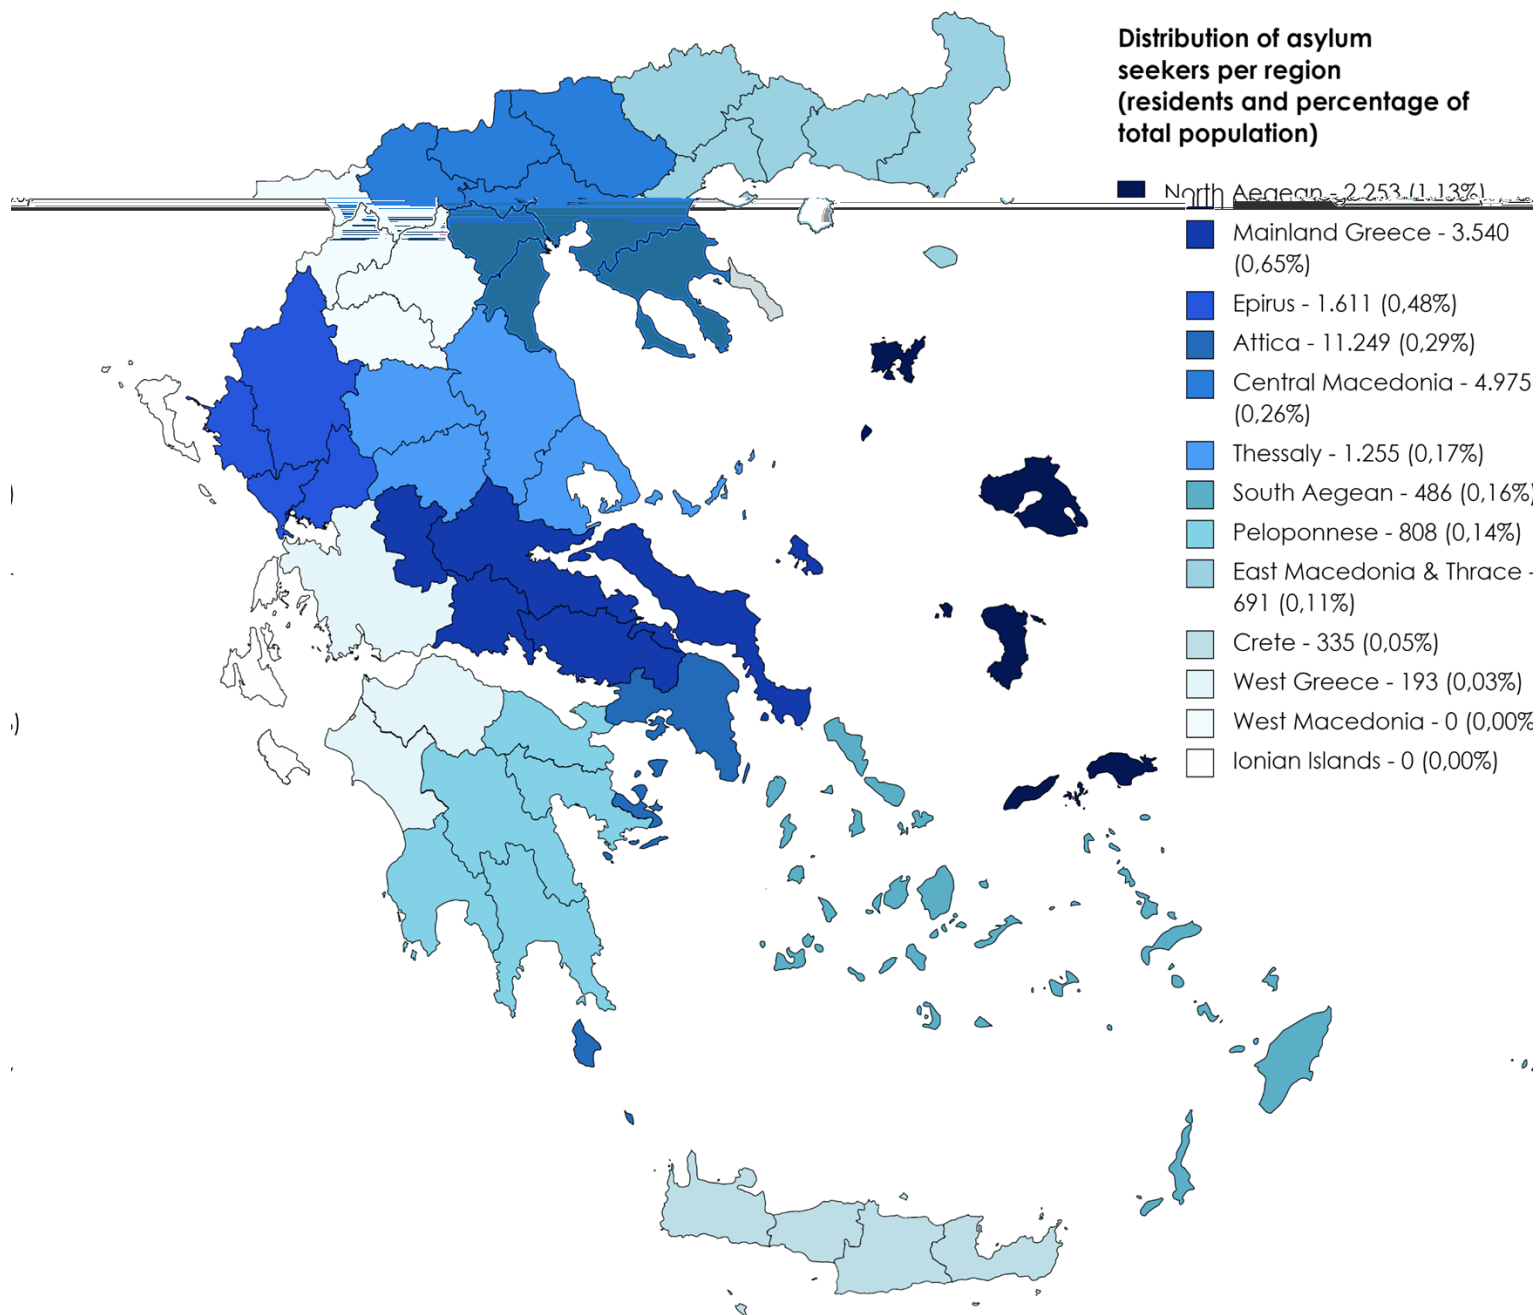 Distribution of asylum
seekers per region
(residents and percentage of
total population)
North Aegean - 2.253 (1,13%)
Mainland Greece - 3.540
(0,65%)
Epirus - 1.611 (0,48%)
Attica - 11.249 (0,29%)
Central Macedonia - 4.975
(0,26%)
Thessaly - 1.255 (0,17%)
South Aegean - 486 (0,16%)
Peloponnese - 808 (0,14%)
East Macedonia & Thrace -
691 (0,11%)
Crete - 335 (0,05%)
West Greece - 193 (0,03%)
West Macedonia - 0 (0,00%
Ionian Islands - 0 (0,00%)